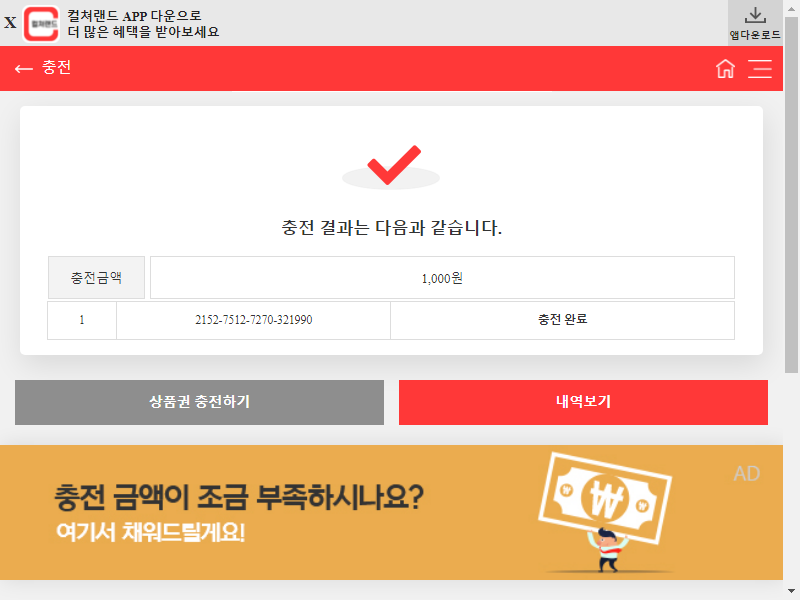 X 컬쳐랜드 컬쳐랜드 APP 다운으로
더 많은 혜택을 받아보세요
앱다운로드
← 충전
충전 결과는 다음과 같습니다.
충전금액 1,000원
1 2152-7512-7270-321990 충전 완료
상품권 충전하기 내역보기
충전 금액이 조금 부족하시나요?
여기서 채워드릴게요!
AD
₩ ₩ ₩